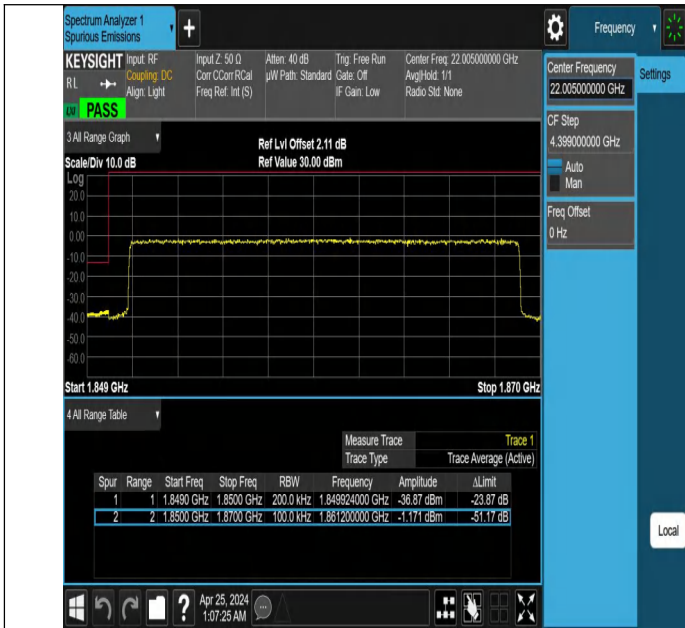 Spectrum Analyzer 1
Spurious Emissions
Frequency
KEYSIGHT
RL
Input: RF
Coupling: DC
Align: Light
Input Z: 50 Ω
Corr CCorr RCal
Freq Ref: Int (S)
Atten: 40 dB
µW Path: Standard
Trig: Free Run
Gate: Off
IF Gain: Low
Center Freq: 22.005000000 GHz
Avg|Hold: 1/1
Radio Std: None
PASS
Center Frequency
22.005000000 GHz
Settings
CF Step
4.399000000 GHz
Auto
Man
Freq Offset
0 Hz
3 All Range Graph
Scale/Div 10.0 dB
Ref Lvl Offset 2.11 dB
Ref Value 30.00 dBm
Log
20.0
10.0
0.00
-10.0
-20.0
-30.0
-40.0
-50.0
-60.0
Start 1.849 GHz Stop 1.870 GHz
4 All Range Table
Measure Trace Trace 1
Trace Type Trace Average (Active)
Spur Range Start Freq Stop Freq RBW Frequency Amplitude ΔLimit
1 1 1.8490 GHz 1.8500 GHz 200.0 kHz 1.849924000 GHz -36.87 dBm -23.87 dB
2 2 1.8500 GHz 1.8700 GHz 100.0 kHz 1.861200000 GHz -1.171 dBm -51.17 dB
Local
?
Apr 25, 2024
1:07:25 AM